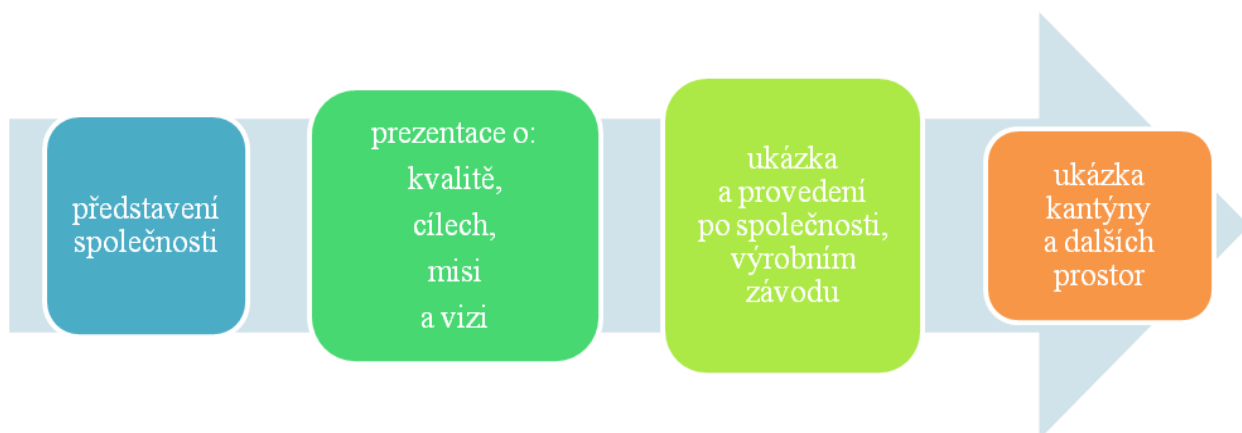 představení
společnosti
prezentace o:
kvalitě,
cílech,
misi
a vizi
ukázka
a provedení
po společnosti,
výrobním
závodu
ukázka
kantýny
a dalších
prostor